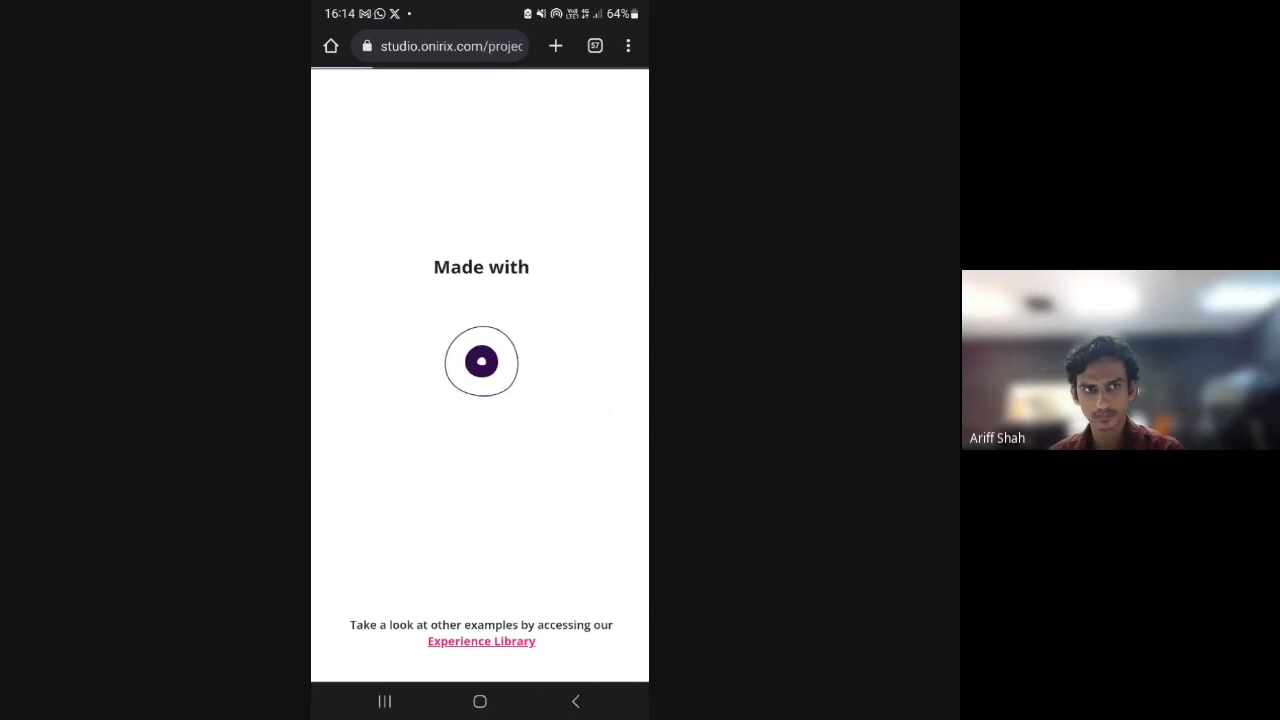 16:14
64%
studio.onirix.com/projec
57
Made with
Take a look at other examples by accessing our
Experience Library
Ariff Shah